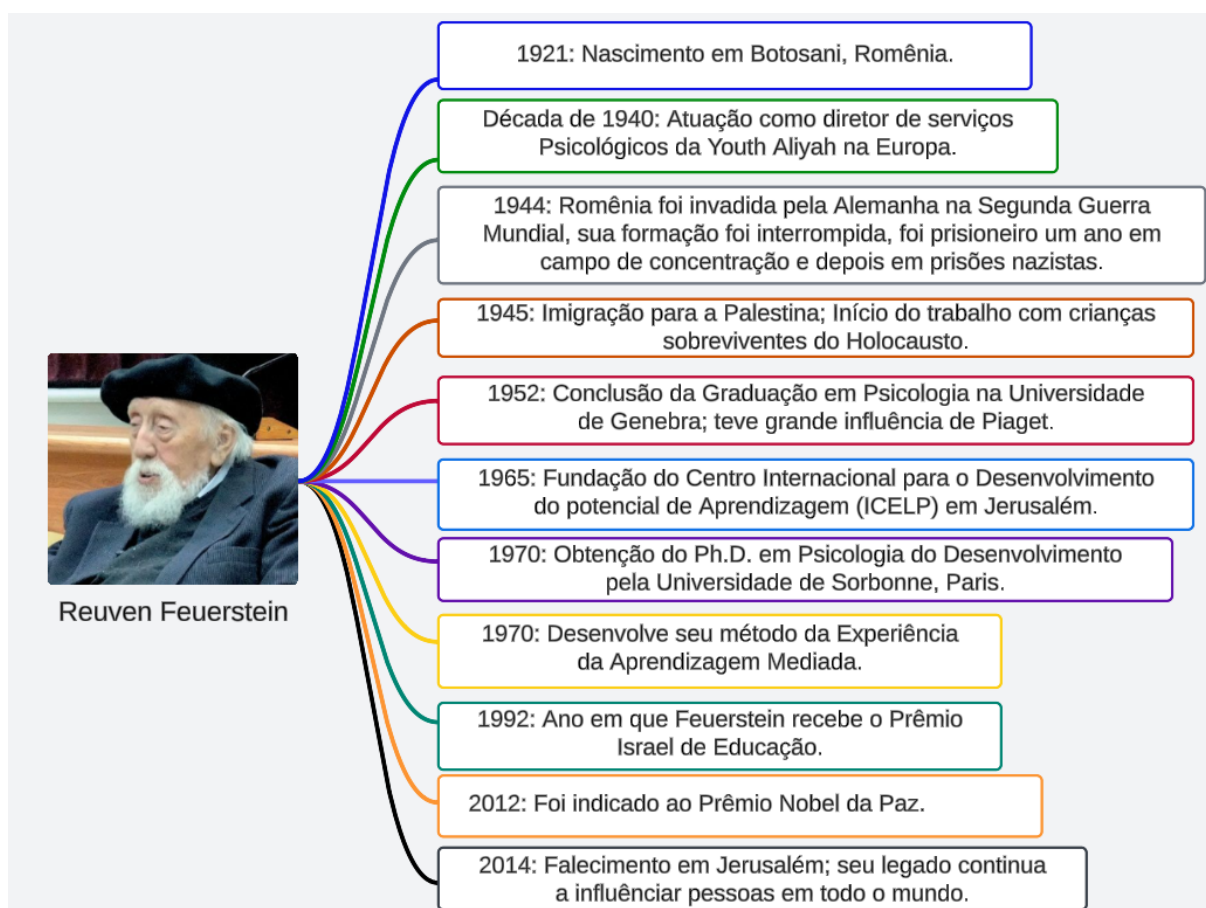 1921: Nascimento em Botosani, Romênia.
Década de 1940: Atuação como diretor de serviços
Psicológicos da Youth Aliyah na Europa.
1944: Romênia foi invadida pela Alemanha na Segunda Guerra
Mundial, sua formação foi interrompida, foi prisioneiro um ano em
campo de concentração e depois em prisões nazistas.
1945: Imigração para a Palestina; Início do trabalho com crianças
sobreviventes do Holocausto.
1952: Conclusão da Graduação em Psicologia na Universidade
de Genebra; teve grande influência de Piaget.
1965: Fundação do Centro Internacional para o Desenvolvimento
do potencial de Aprendizagem (ICELP) em Jerusalém.
1970: Obtenção do Ph.D. em Psicologia do Desenvolvimento
pela Universidade de Sorbonne, Paris.
Reuven Feuerstein
1970: Desenvolve seu método da Experiência
da Aprendizagem Mediada.
1992: Ano em que Feuerstein recebe o Prêmio
Israel de Educação.
2012: Foi indicado ao Prêmio Nobel da Paz.
2014: Falecimento em Jerusalém; seu legado continua
a influênciar pessoas em todo o mundo.